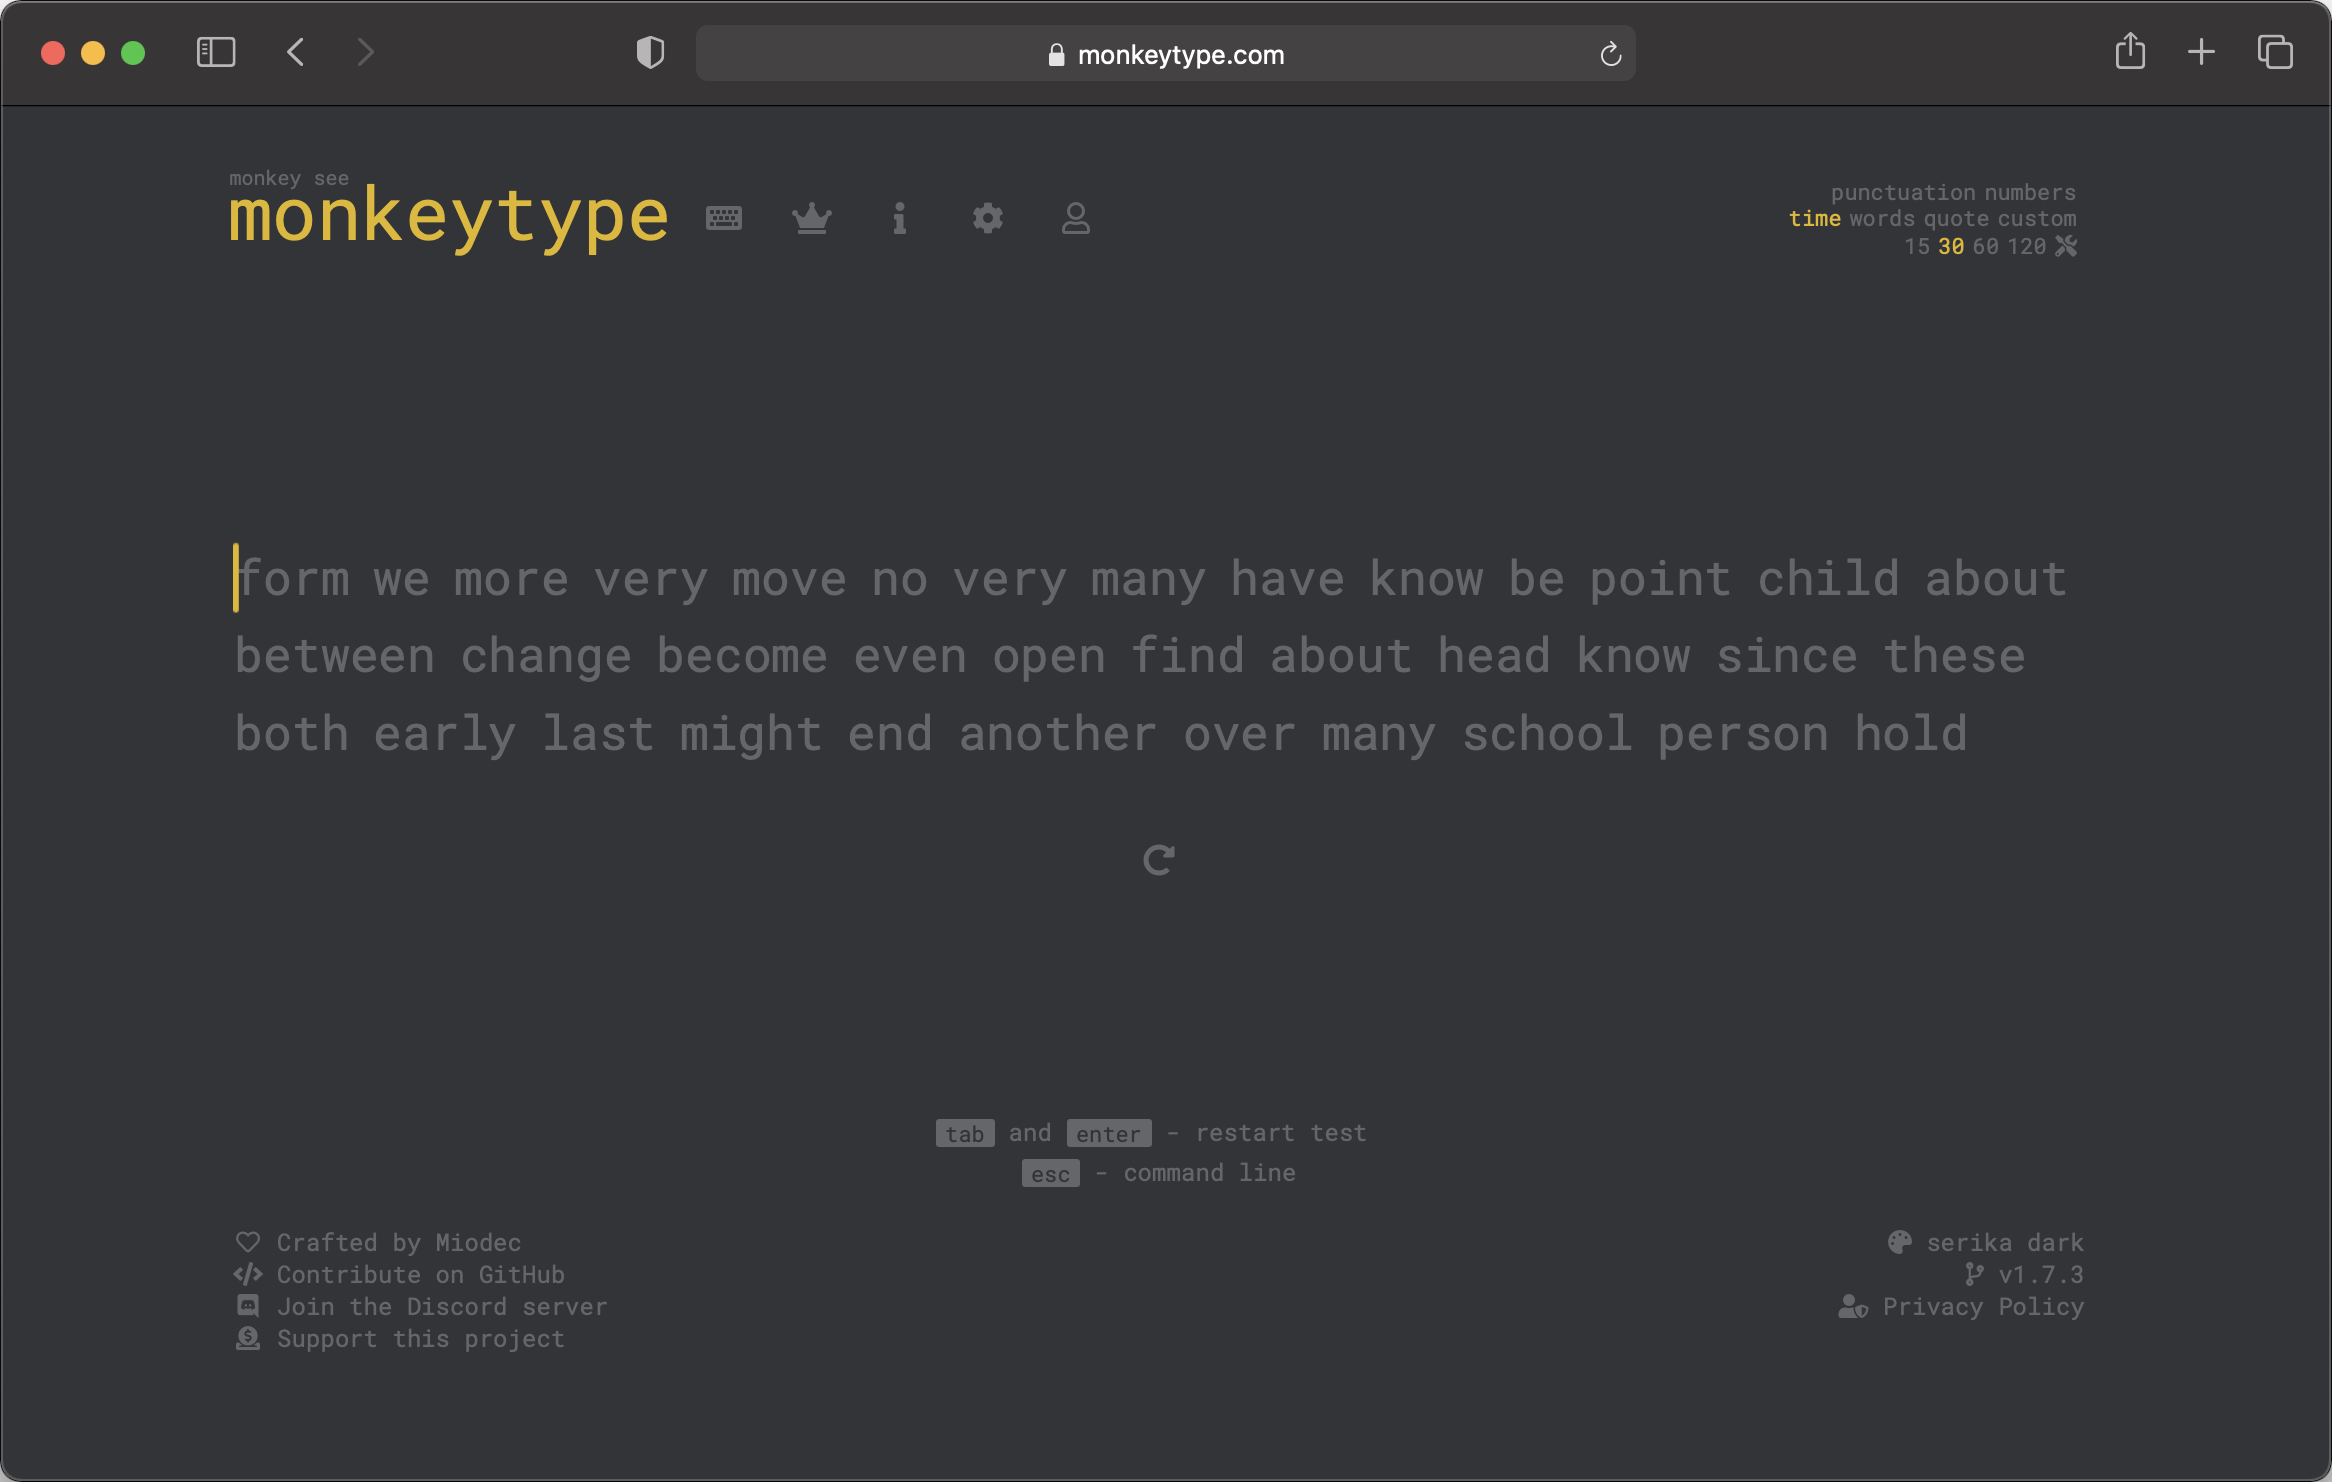 monkeytype.com
monkey see
monkeytype
punctuation numbers
time words quote custom
15 30 60 120
form we more very move no very many have know be point child about
between change become even open find about head know since these
both early last might end another over many school person hold
tab and enter - restart test
esc - command line
Crafted by Miodec
Contribute on GitHub
Join the Discord server
Support this project
serika dark
v1.7.3
Privacy Policy